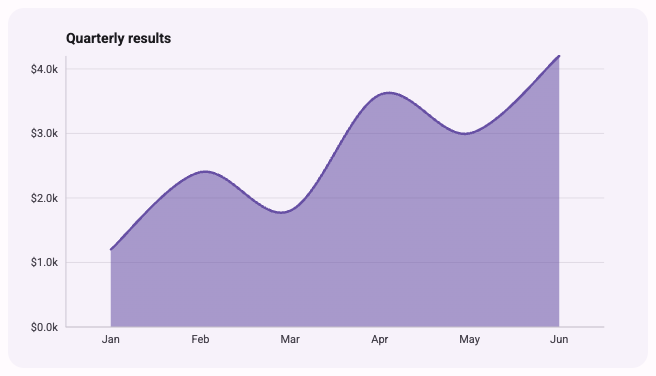 Quarterly results
$4.0k
$3.0k
$2.0k
$1.0k
$0.0k
Jan Feb Mar Apr May Jun